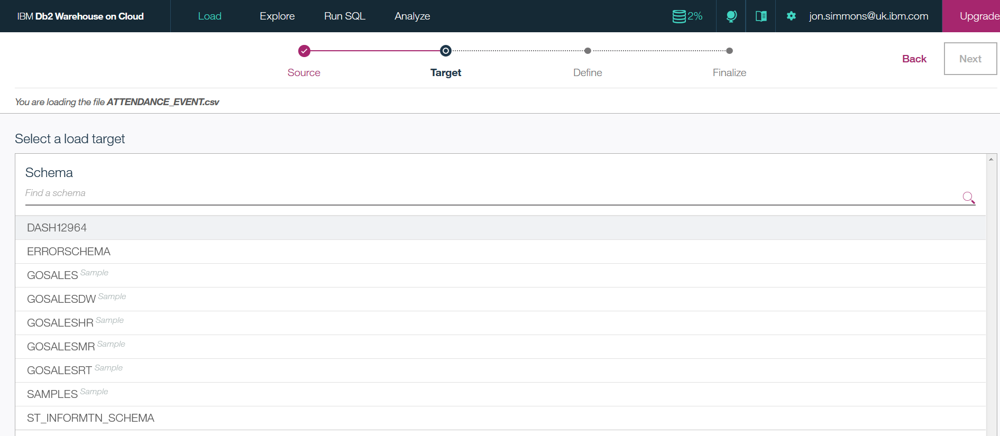 IBM Db2 Warehouse on Cloud Load Explore Run SQL Analyze 2% jon.simmons@uk.ibm.com Upgrade
Source Target Define Finalize Back Next
You are loading the file ATTENDANCE_EVENT.csv
Select a load target
Schema
Find a schema
DASH12964
ERRORSCHEMA
GOSALES Sample
GOSALESDW Sample
GOSALESHR Sample
GOSALESMR Sample
GOSALESRT Sample
SAMPLES Sample
ST_INFORMTN_SCHEMA